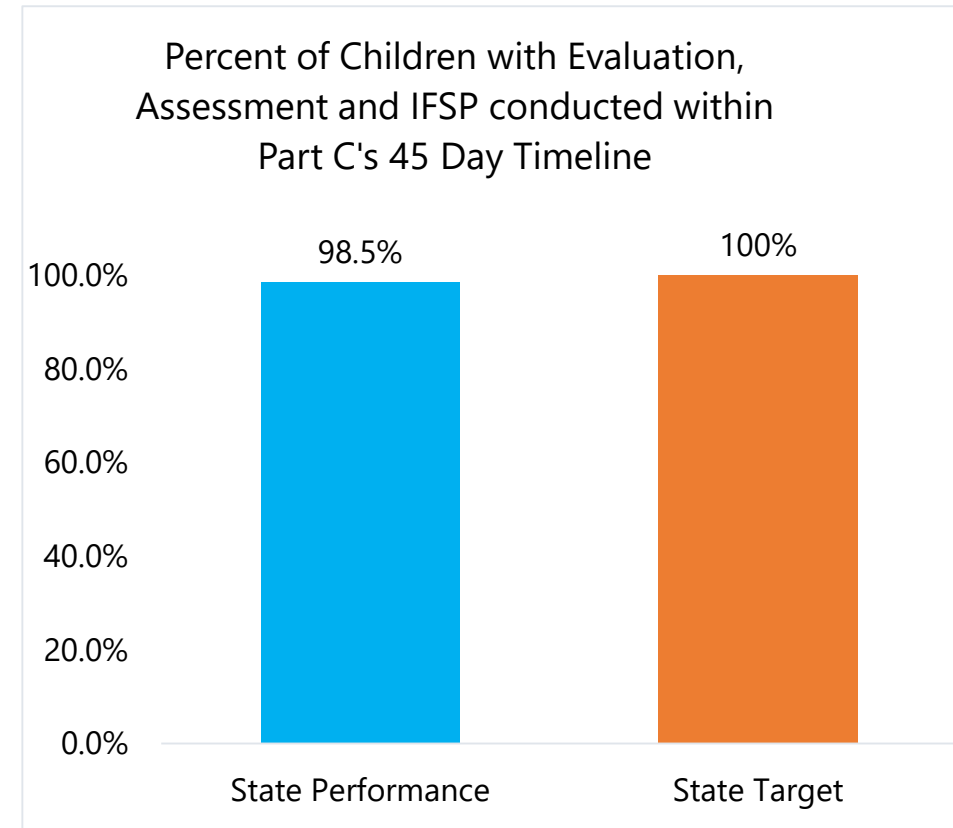 Percent of Children with Evaluation,
Assessment and IFSP conducted within
Part C's 45 Day Timeline
98.5%
100%
100.0%
80.0%
60.0%
40.0%
20.0%
0.0%
State Performance
State Target